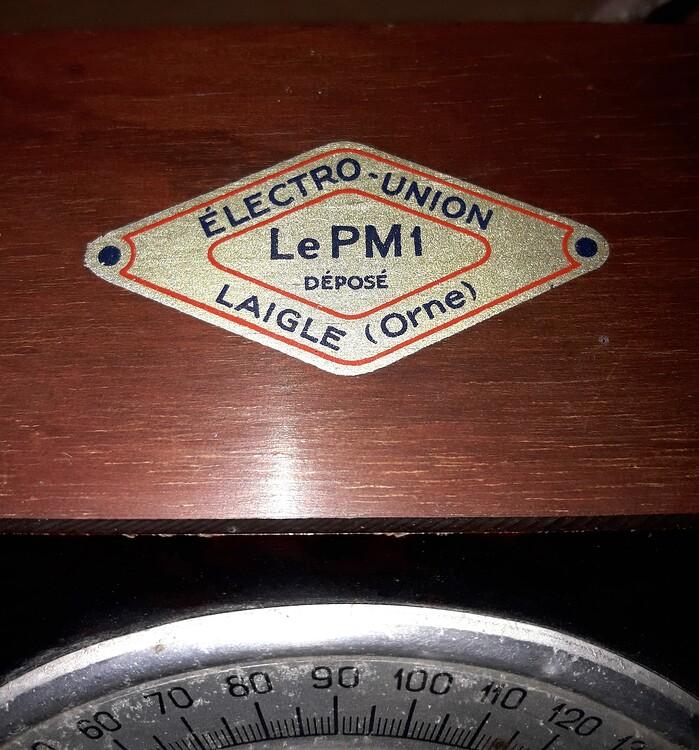 ÉLECTRO-UNION
Le PM1
DÉPOSÉ
LAIGLE (Orne)
60 70 80 90 100 110 120